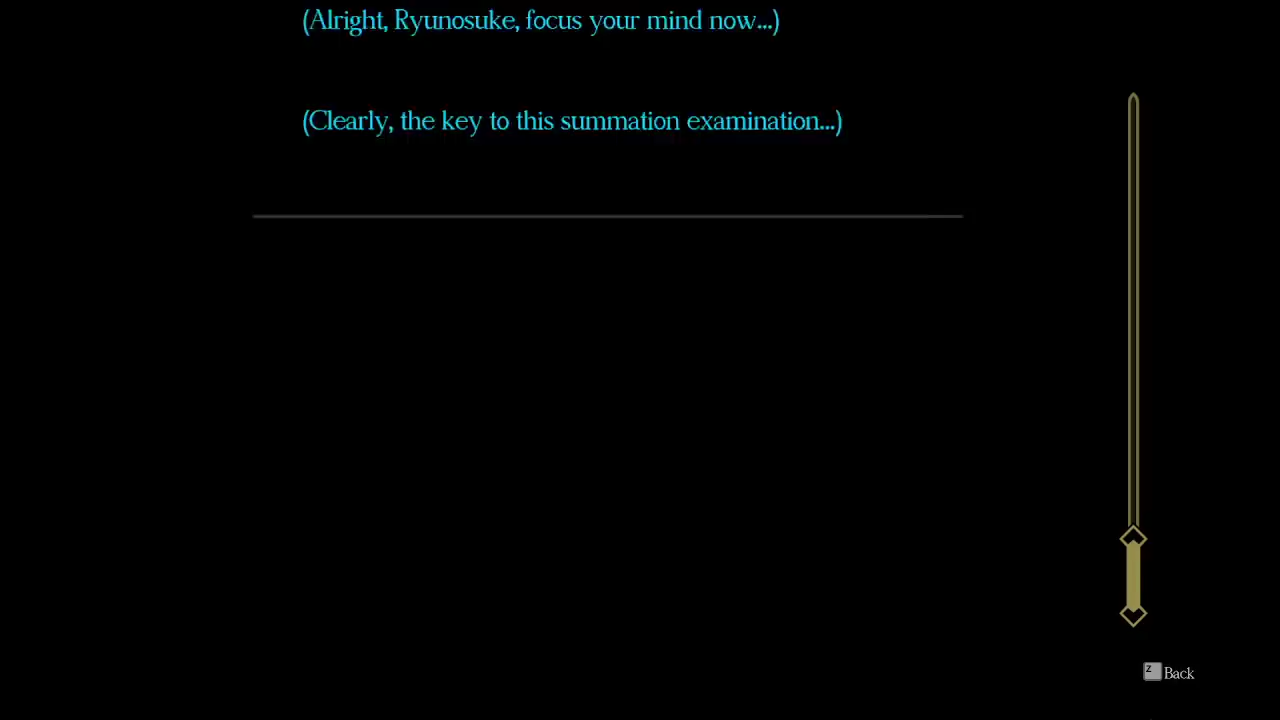 (Alright, Ryunosuke, focus your mind now...)
(Clearly, the key to this summation examination...)
Z Back